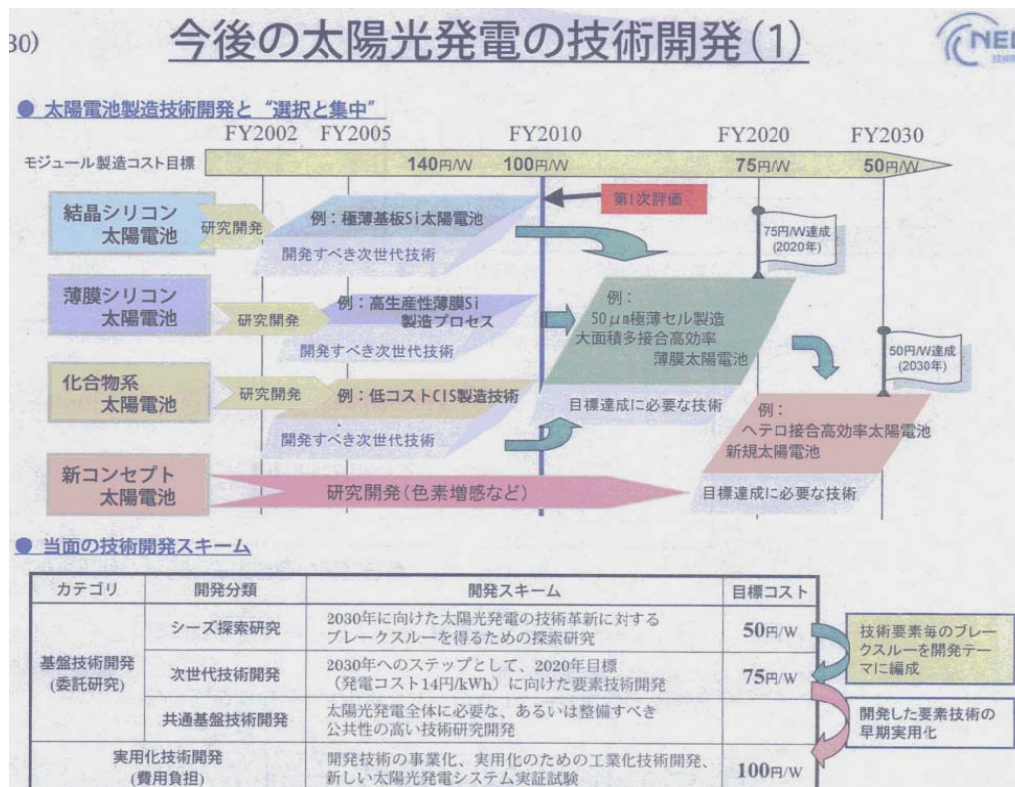 30)
今後の太陽光発電の技術開発(1)
NED
技術開
● 太陽電池製造技術開発と “選択と集中”
FY2002 FY2005 FY2010 FY2020 FY2030
モジュール製造コスト目標 140円/W 100円/W 75円/W 50円/W
結晶シリコン
太陽電池
研究開発
例：極薄基板Si太陽電池
開発すべき次世代技術
第1次評価
75円/W達成
(2020年)
薄膜シリコン
太陽電池
研究開発
例：高生産性薄膜Si
製造プロセス
開発すべき次世代技術
例：
50μm極薄セル製造
大面積多接合高効率
薄膜太陽電池
目標達成に必要な技術
50円/W達成
(2030年)
化合物系
太陽電池
研究開発
例：低コストCIS製造技術
開発すべき次世代技術
例：
ヘテロ接合高効率太陽電池
新規太陽電池
目標達成に必要な技術
新コンセプト
太陽電池
研究開発(色素増感など)
● 当面の技術開発スキーム
カテゴリ 開発分類 開発スキーム 目標コスト
基盤技術開発
(委託研究)
シーズ探索研究
2030年に向けた太陽光発電の技術革新に対する
ブレークスルーを得るための探索研究
50円/W
次世代技術開発
2030年へのステップとして、2020年目標
（発電コスト14円/kWh）に向けた要素技術開発
75円/W
共通基盤技術開発
太陽光発電全体に必要な、あるいは整備すべき
公共性の高い技術研究開発
実用化技術開発
(費用負担)
開発技術の事業化、実用化のための工業化技術開発、
新しい太陽光発電システム実証試験
100円/W
技術要素毎のブレー
クスルーを開発テー
マに編成
開発した要素技術の
早期実用化